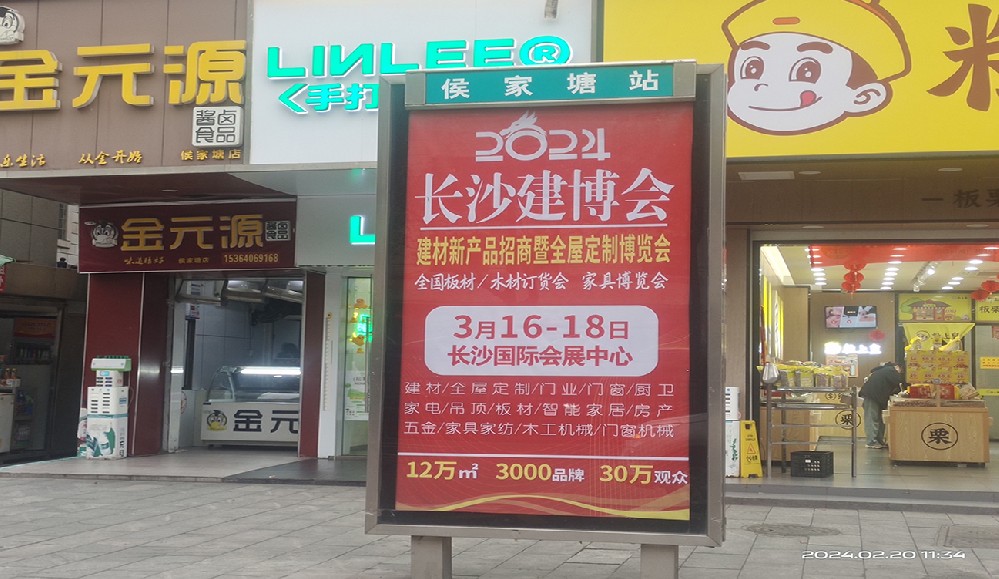 金元源
酱卤
食品
从金开始
侯家塘店
LINLEE®
侯家塘站
2024
长沙建博会
建材新产品招商暨全屋定制博览会
全国板材/木材订货会 家具博览会
3月16-18日
长沙国际会展中心
建材/全屋定制/门业/门窗/厨卫
家电/吊顶/板材/智能家居/房产
五金/家具家纺/木工机械/门窗机械
12万㎡ 3000品牌 30万观众
金元源
侯家塘店 15364069168
金元源
一板栗
栗
2024.02.20 11:34